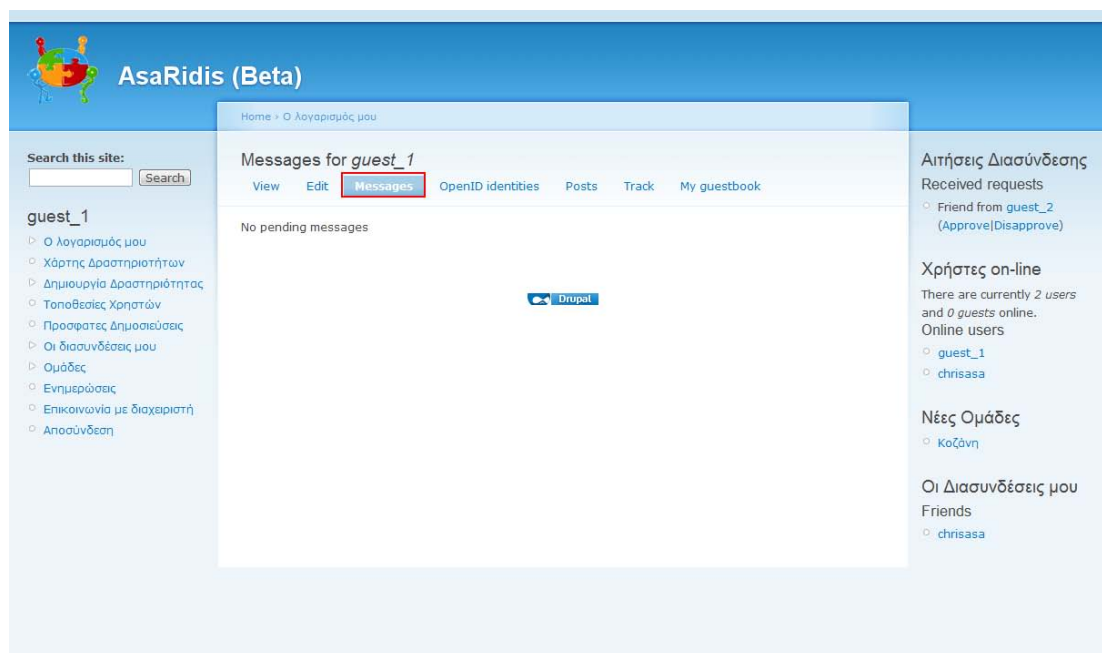 AsaRidis (Beta)
Home › Ο λογαρισμός μου
Search this site:
Search
guest_1
Ο λογαρισμός μου
Χάρτης Δραστηριοτήτων
Δημιουργία Δραστηριότητας
Τοποθεσίες Χρηστών
Προσφατες Δημοσιεύσεις
Οι διασυνδέσεις μου
Ομάδες
Ενημερώσεις
Επικοινωνία με διαχειριστή
Αποσύνδεση
Messages for guest_1
View Edit Messages OpenID identities Posts Track My guestbook
No pending messages
Drupal
Αιτήσεις Διασύνδεσης
Received requests
Friend from guest_2
(Approve|Disapprove)
Χρήστες on-line
There are currently 2 users
and 0 guests online.
Online users
guest_1
chrisasa
Νέες Ομάδες
Κοζάνη
Οι Διασυνδέσεις μου
Friends
chrisasa